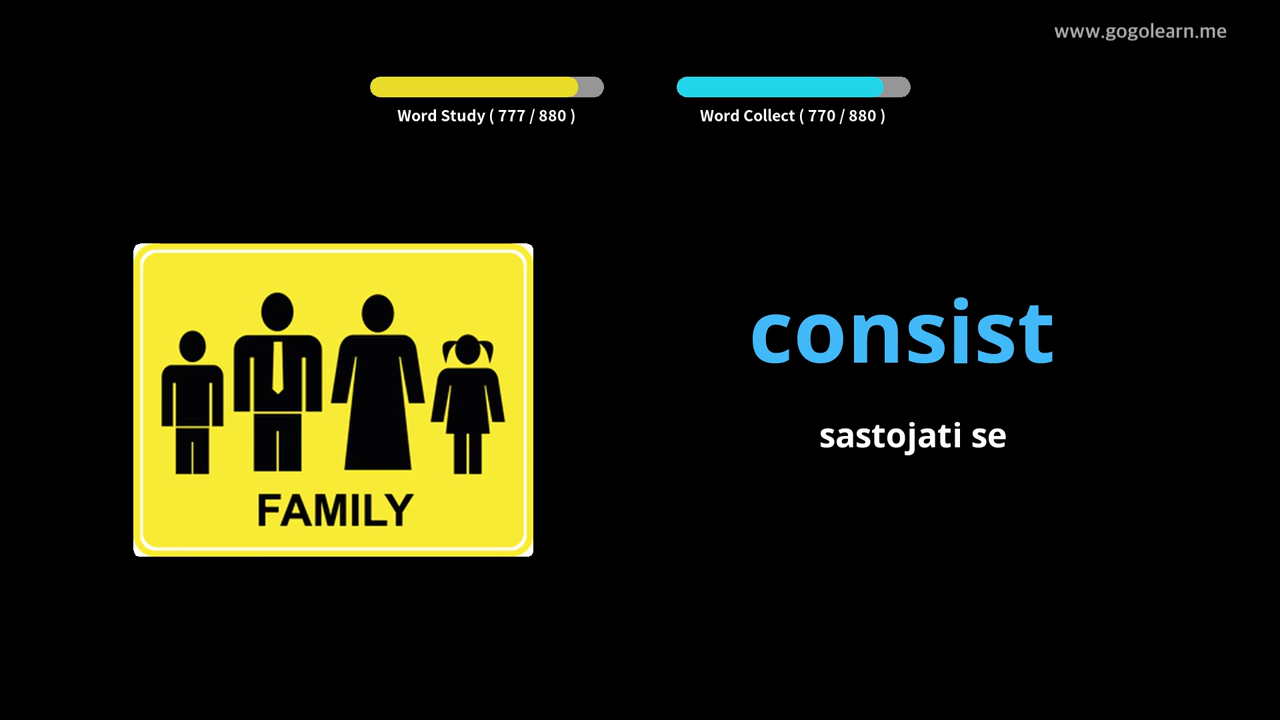 www.gogolearn.me
Word Study ( 777 / 880 )
Word Collect ( 770 / 880 )
FAMILY
consist
sastojati se